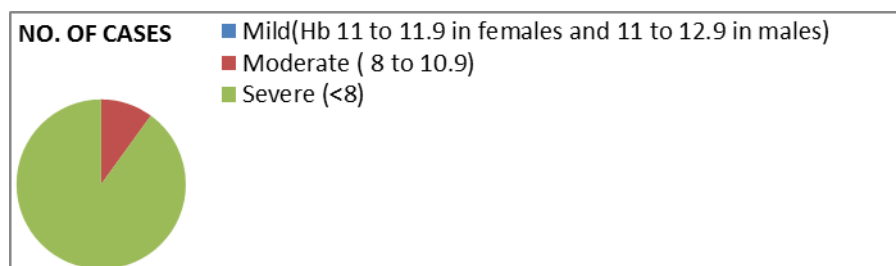 NO. OF CASES
Mild(Hb 11 to 11.9 in females and 11 to 12.9 in males)
Moderate ( 8 to 10.9)
Severe (<8)